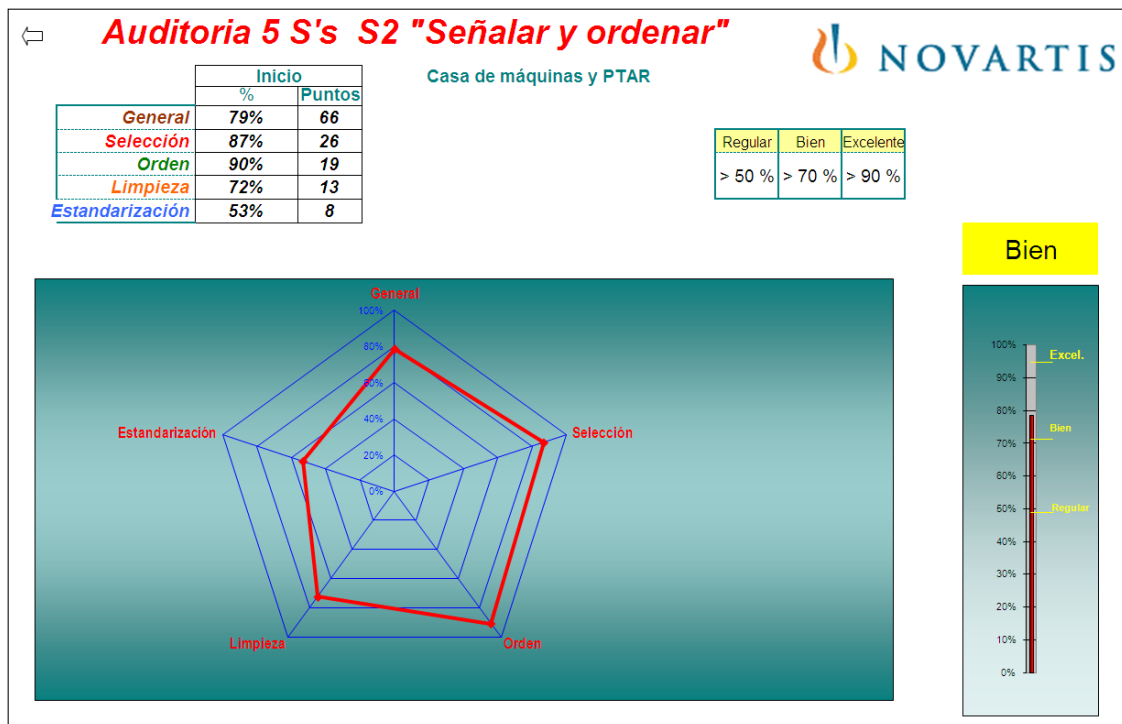 Auditoria 5 S's S2 "Señalar y ordenar"
NOVARTIS
Casa de máquinas y PTAR
Inicio
% Puntos
General 79% 66
Selección 87% 26
Orden 90% 19
Limpieza 72% 13
Estandarización 53% 8
Regular Bien Excelente
> 50 % > 70 % > 90 %
Bien
General
100%
80%
60%
40%
20%
0%
Estandarización
Selección
Limpieza
Orden
100%
Excel.
90%
80%
Bien
70%
60%
50%
Regular
40%
30%
20%
10%
0%